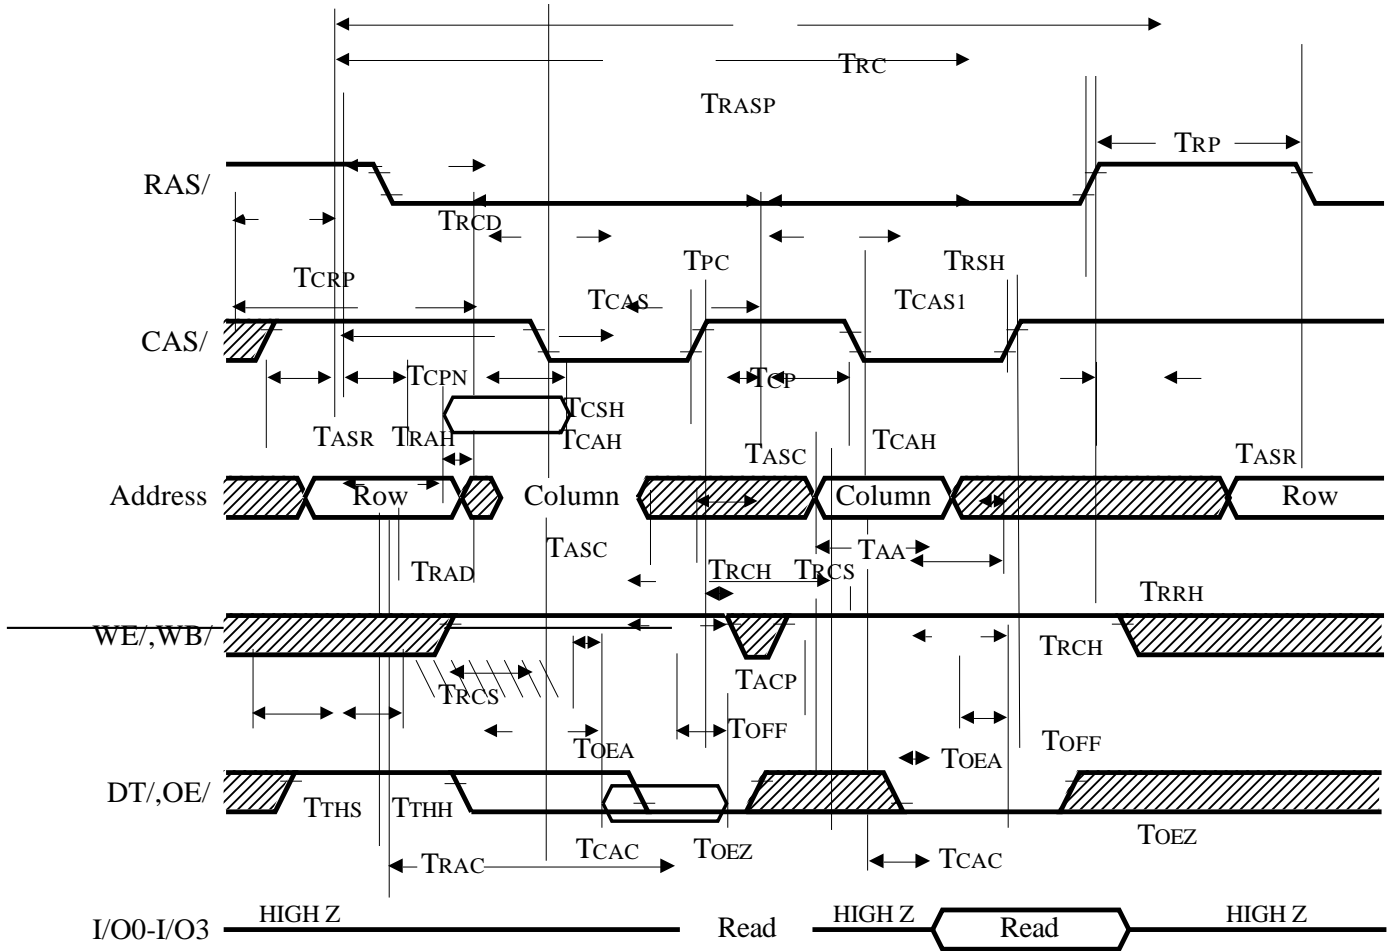 TRC
TRASP
TRP
RAS/
TRCD
TPC
TRSH
TCRP
TCAS
TCAS1
CAS/
TCPN
TCP
TCSH
TASR
TRAH
TCAH
TCAH
TASC
TASR
Address
Row
Column
Column
Row
TASC
TAA
TRAD
TRCH
TRCS
TRRH
WE/,WB/
TRCH
TRCS
TACP
TOFF
TOFF
TOEA
TOEA
DT/,OE/
TTHS
TTHH
TOEZ
TRAC
TCAC
TOEZ
TCAC
I/O0-I/O3
HIGH Z
Read
HIGH Z
Read
HIGH Z